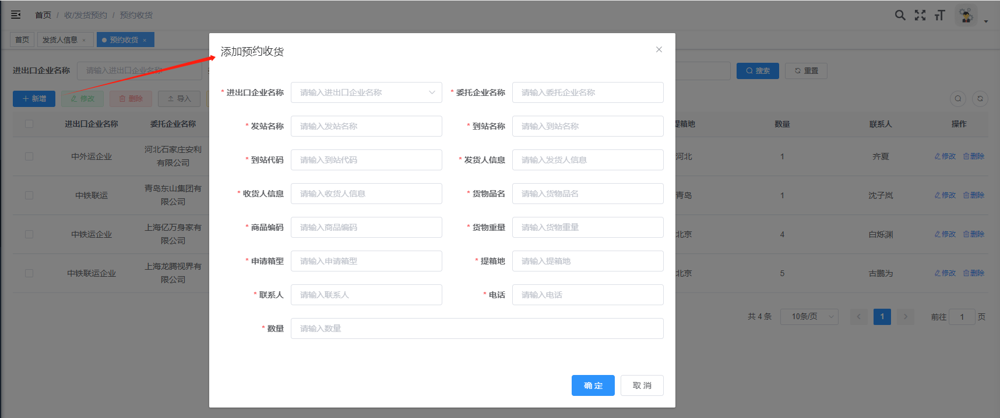 首页 / 收/发货预约 / 预约收货
首页 发货人信息 × 预约收货 ×
添加预约收货
进出口企业名称 请输入进出口企业名称
搜索 重置
新增 修改 删除 导入
进出口企业名称 委托企业名称 提箱地 数量 联系人 操作
中外运企业 河北石家庄安利有限公司 河北 1 齐夏 修改 删除
中铁联运 青岛东山集团有限公司 青岛 1 沈子岚 修改 删除
中铁运企业 上海亿万身家有限公司 北京 4 白烁渊 修改 删除
中铁联运企业 上海龙腾视界有限公司 北京 5 古鹏为 修改 删除
共 4 条 10条/页 1 前往 1 页
* 进出口企业名称 请输入进出口企业名称 * 委托企业名称 请输入委托企业名称
* 发站名称 请输入发站名称 * 到站名称 请输入到站名称
* 到站代码 请输入到站代码 * 发货人信息 请输入发货人信息
* 收货人信息 请输入收货人信息 * 货物品名 请输入货物品名
* 商品编码 请输入商品编码 * 货物重量 请输入货物重量
* 申请箱型 请输入申请箱型 * 提箱地 请输入提箱地
* 联系人 请输入联系人 * 电话 请输入电话
* 数量 请输入数量
确 定 取 消